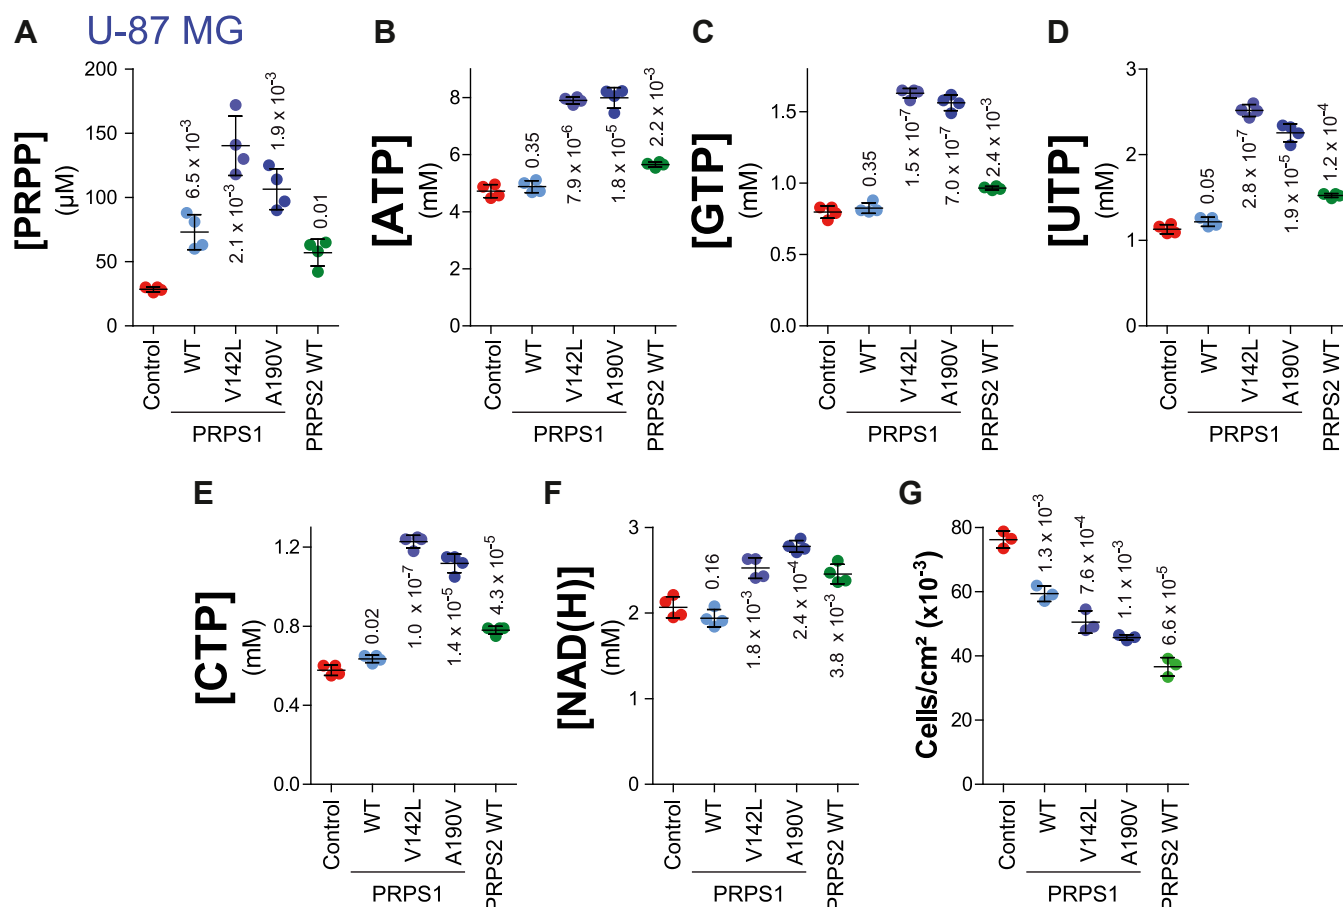 A U-87 MG
[PRPP]
(µM)
200
150
100
50
0
6.5 x 10-3
2.1 x 10-3
1.9 x 10-3
0.01
Control
WT
V142L
A190V
PRPS2 WT
PRPS1
B
[ATP]
(mM)
8
6
4
2
0
0.35
7.9 x 10-6
1.8 x 10-5
2.2 x 10-3
Control
WT
V142L
A190V
PRPS2 WT
PRPS1
C
[GTP]
(mM)
1.5
1.0
0.5
0.0
0.35
1.5 x 10-7
7.0 x 10-7
2.4 x 10-3
Control
WT
V142L
A190V
PRPS2 WT
PRPS1
D
[UTP]
(mM)
3
2
1
0
0.05
2.8 x 10-7
1.9 x 10-5
1.2 x 10-4
Control
WT
V142L
A190V
PRPS2 WT
PRPS1
E
[CTP]
(mM)
1.2
0.8
0.4
0.0
0.02
1.0 x 10-7
1.4 x 10-5
4.3 x 10-5
Control
WT
V142L
A190V
PRPS2 WT
PRPS1
F
[NAD(H)]
(mM)
3
2
1
0
0.16
1.8 x 10-3
2.4 x 10-4
3.8 x 10-3
Control
WT
V142L
A190V
PRPS2 WT
PRPS1
G
Cells/cm² (x10-3)
80
60
40
20
0
1.3 x 10-3
7.6 x 10-4
1.1 x 10-3
6.6 x 10-5
Control
WT
V142L
A190V
PRPS2 WT
PRPS1